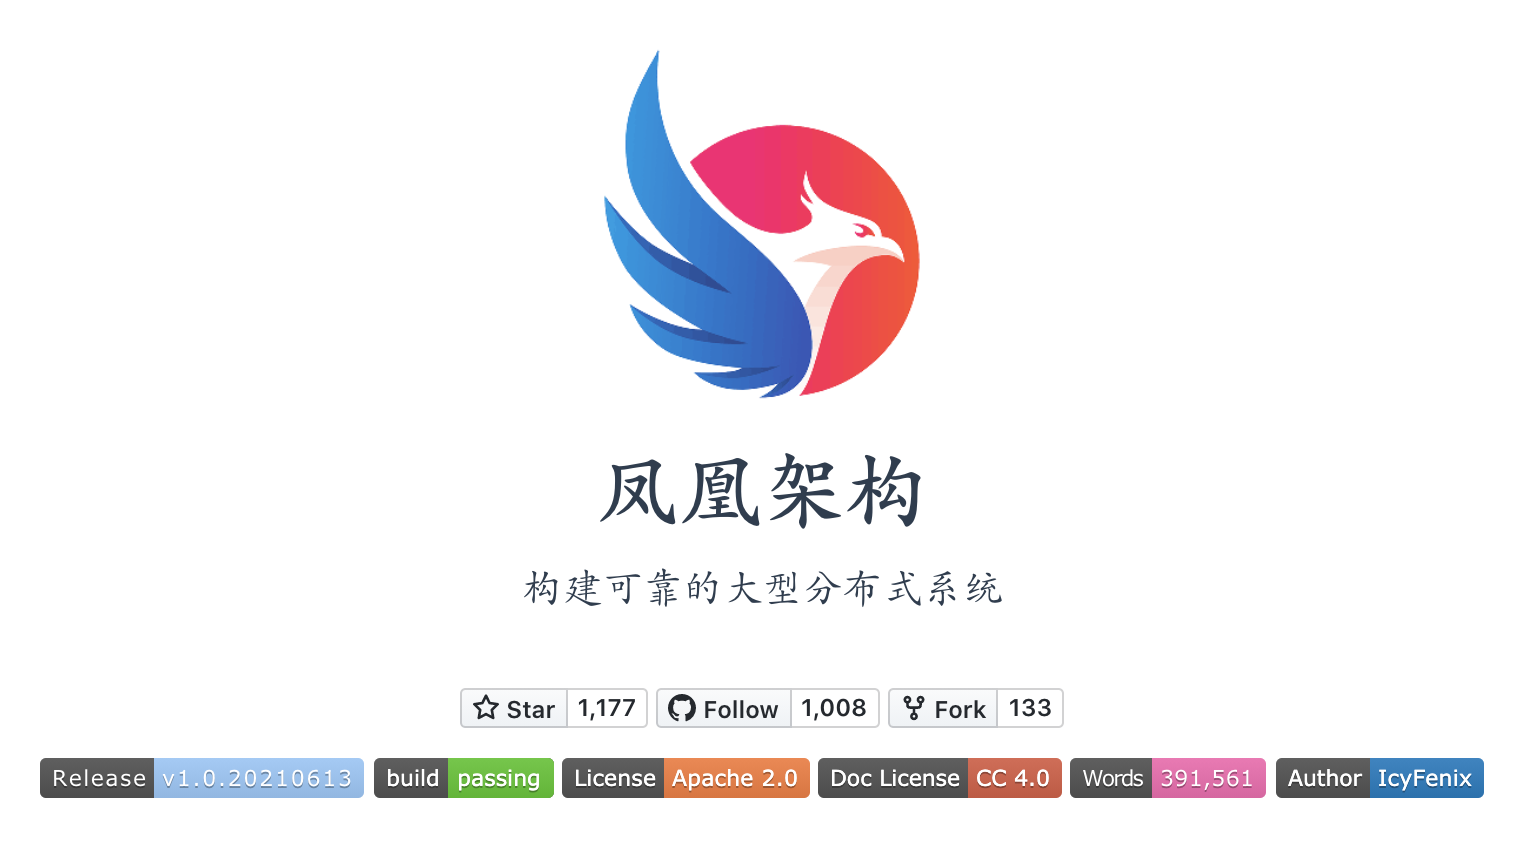 凤凰架构
构建可靠的大型分布式系统
Star 1,177 Follow 1,008 Fork 133
Release v1.0.20210613 build passing License Apache 2.0 Doc License CC 4.0 Words 391,561 Author IcyFenix